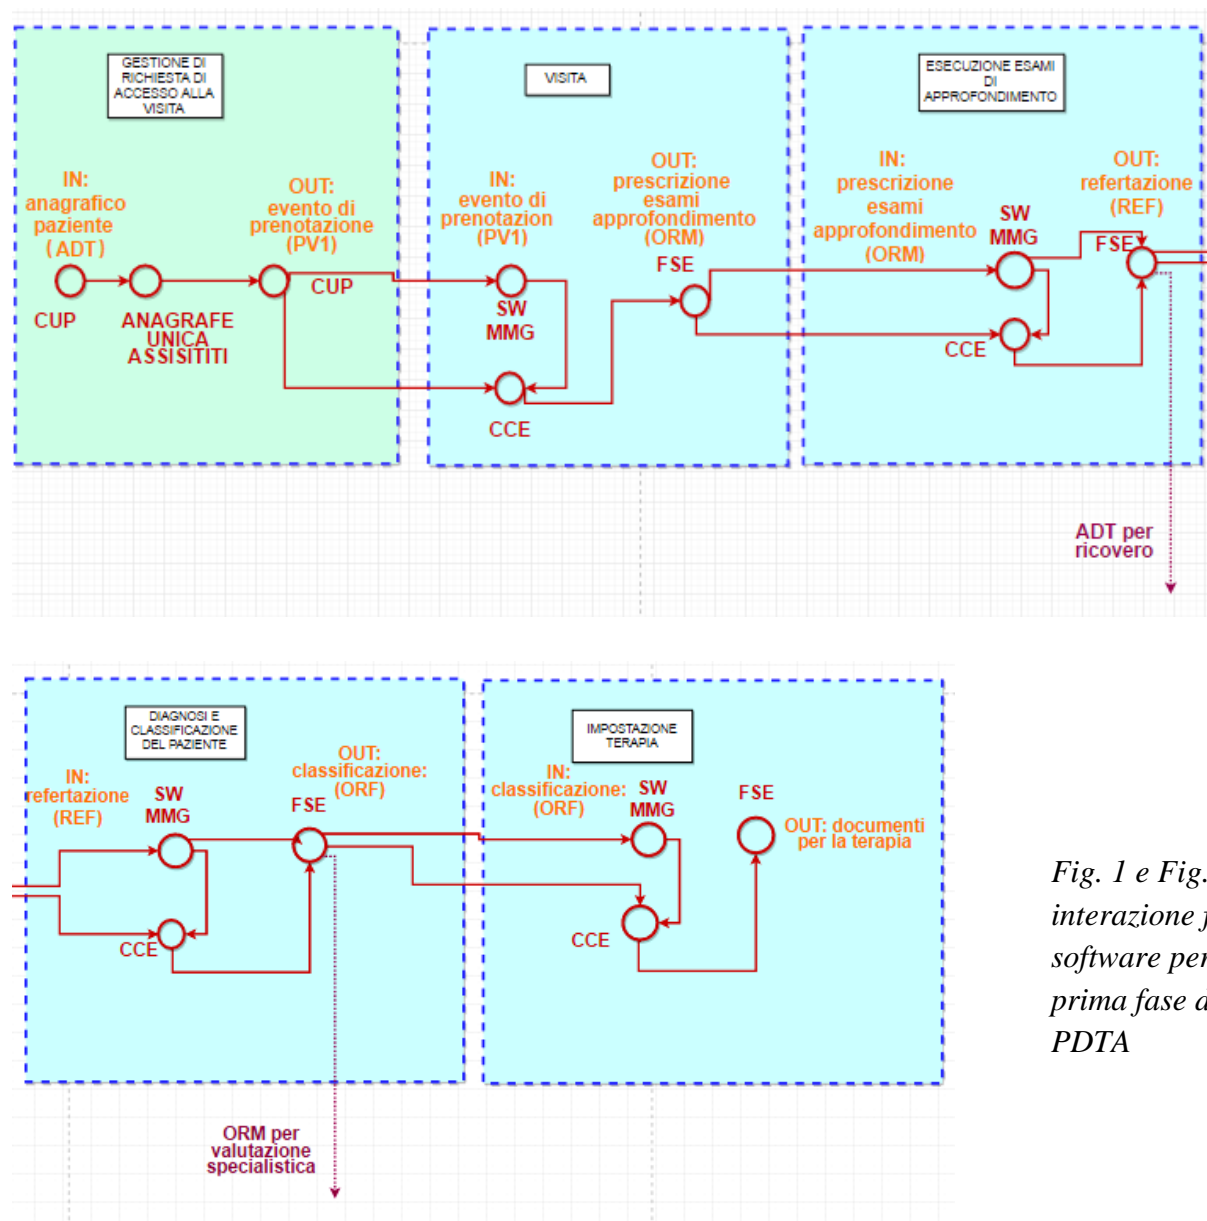 GESTIONE DI
RICHIESTA DI
ACCESSO ALLA
VISITA
IN:
anagrafico
paziente
(ADT)
OUT:
evento di
prenotazione
(PV1)
CUP
ANAGRAFE
UNICA
ASSISITITI
CUP
VISITA
IN:
evento di
prenotazion
(PV1)
OUT:
prescrizione
esami
approfondimento
(ORM)
FSE
SW
MMG
CCE
ESECUZIONE ESAMI
DI
APPROFONDIMENTO
IN:
prescrizione
esami
approfondimento
(ORM)
OUT:
refertazione
(REF)
SW
MMG
FSE
CCE
ADT per
ricovero
DIAGNOSI E
CLASSIFICAZIONE
DEL PAZIENTE
IN:
refertazione
(REF)
SW
MMG
OUT:
classificazione:
(ORF)
FSE
CCE
ORM per
valutazione
specialistica
IMPOSTAZIONE
TERAPIA
IN:
classificazione:
(ORF)
SW
MMG
FSE
OUT: documenti
per la terapia
CCE
Fig. 1 e Fig.
interazione
software per
prima fase
PDTA